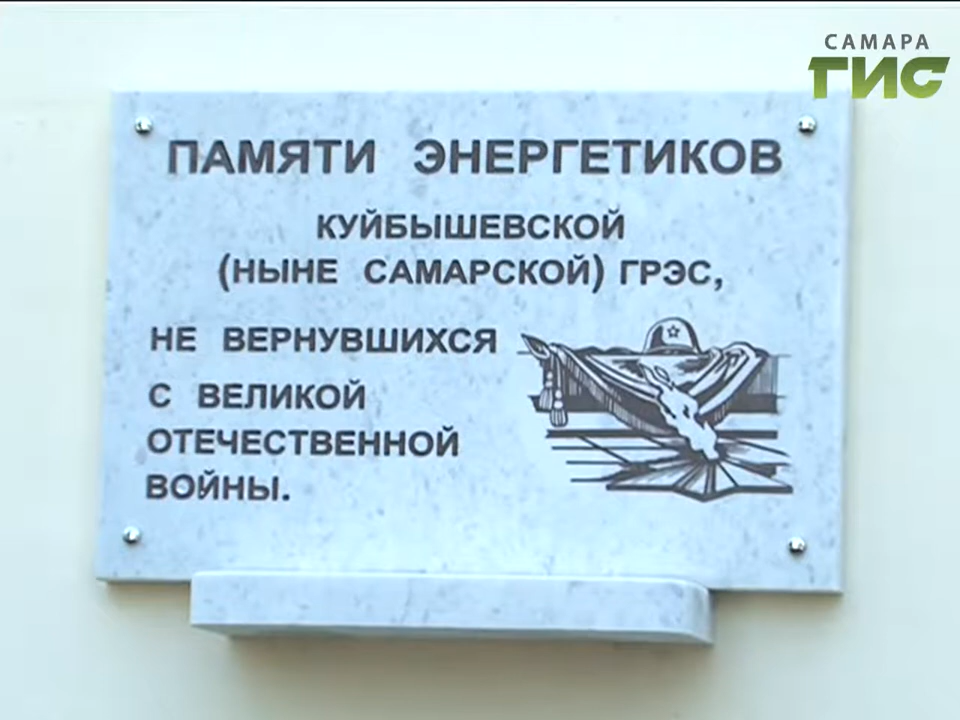 САМАРА
ГИС
ПАМЯТИ ЭНЕРГЕТИКОВ
КУЙБЫШЕВСКОЙ
(НЫНЕ САМАРСКОЙ) ГРЭС,
НЕ ВЕРНУВШИХСЯ
С ВЕЛИКОЙ
ОТЕЧЕСТВЕННОЙ
ВОЙНЫ.